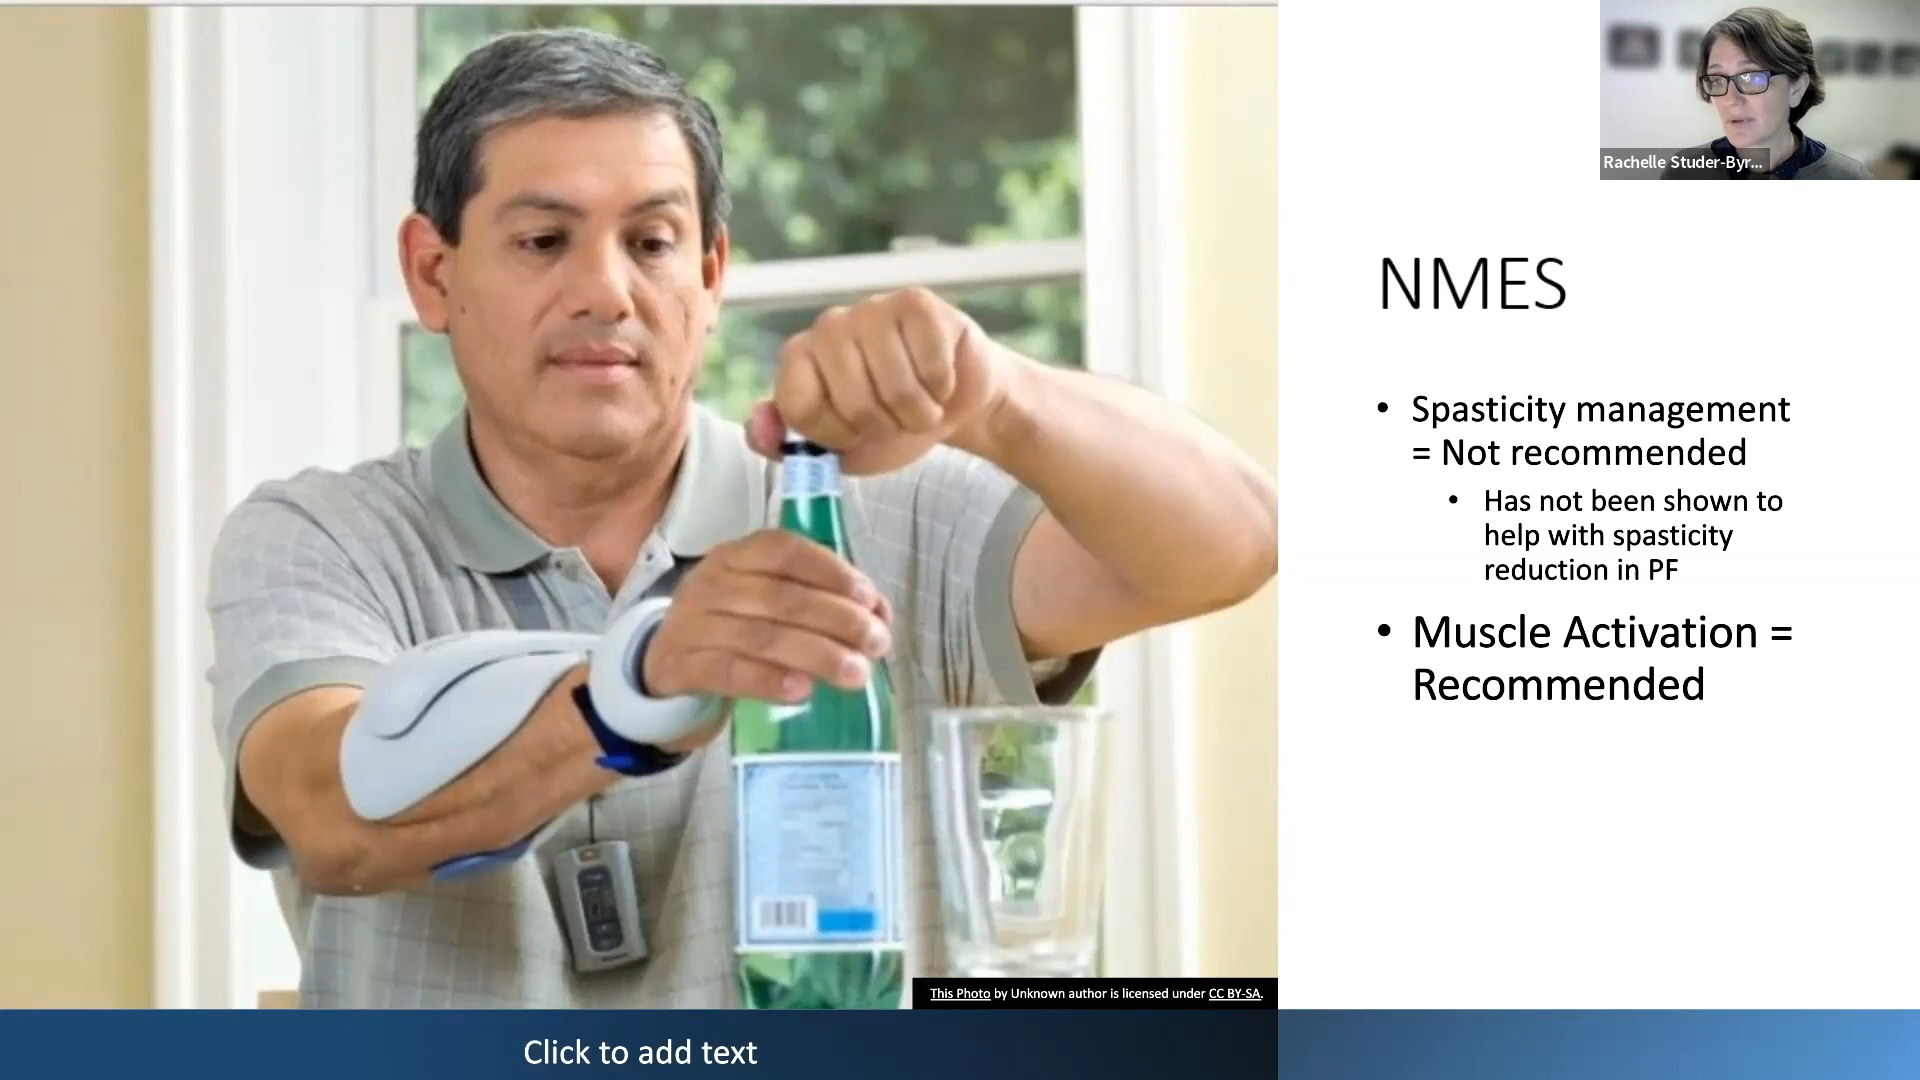 Rachelle Studer-Byr...
NMES
• Spasticity management
= Not recommended
• Has not been shown to
help with spasticity
reduction in PF
• Muscle Activation =
Recommended
This Photo by Unknown author is licensed under CC BY-SA.
Click to add text